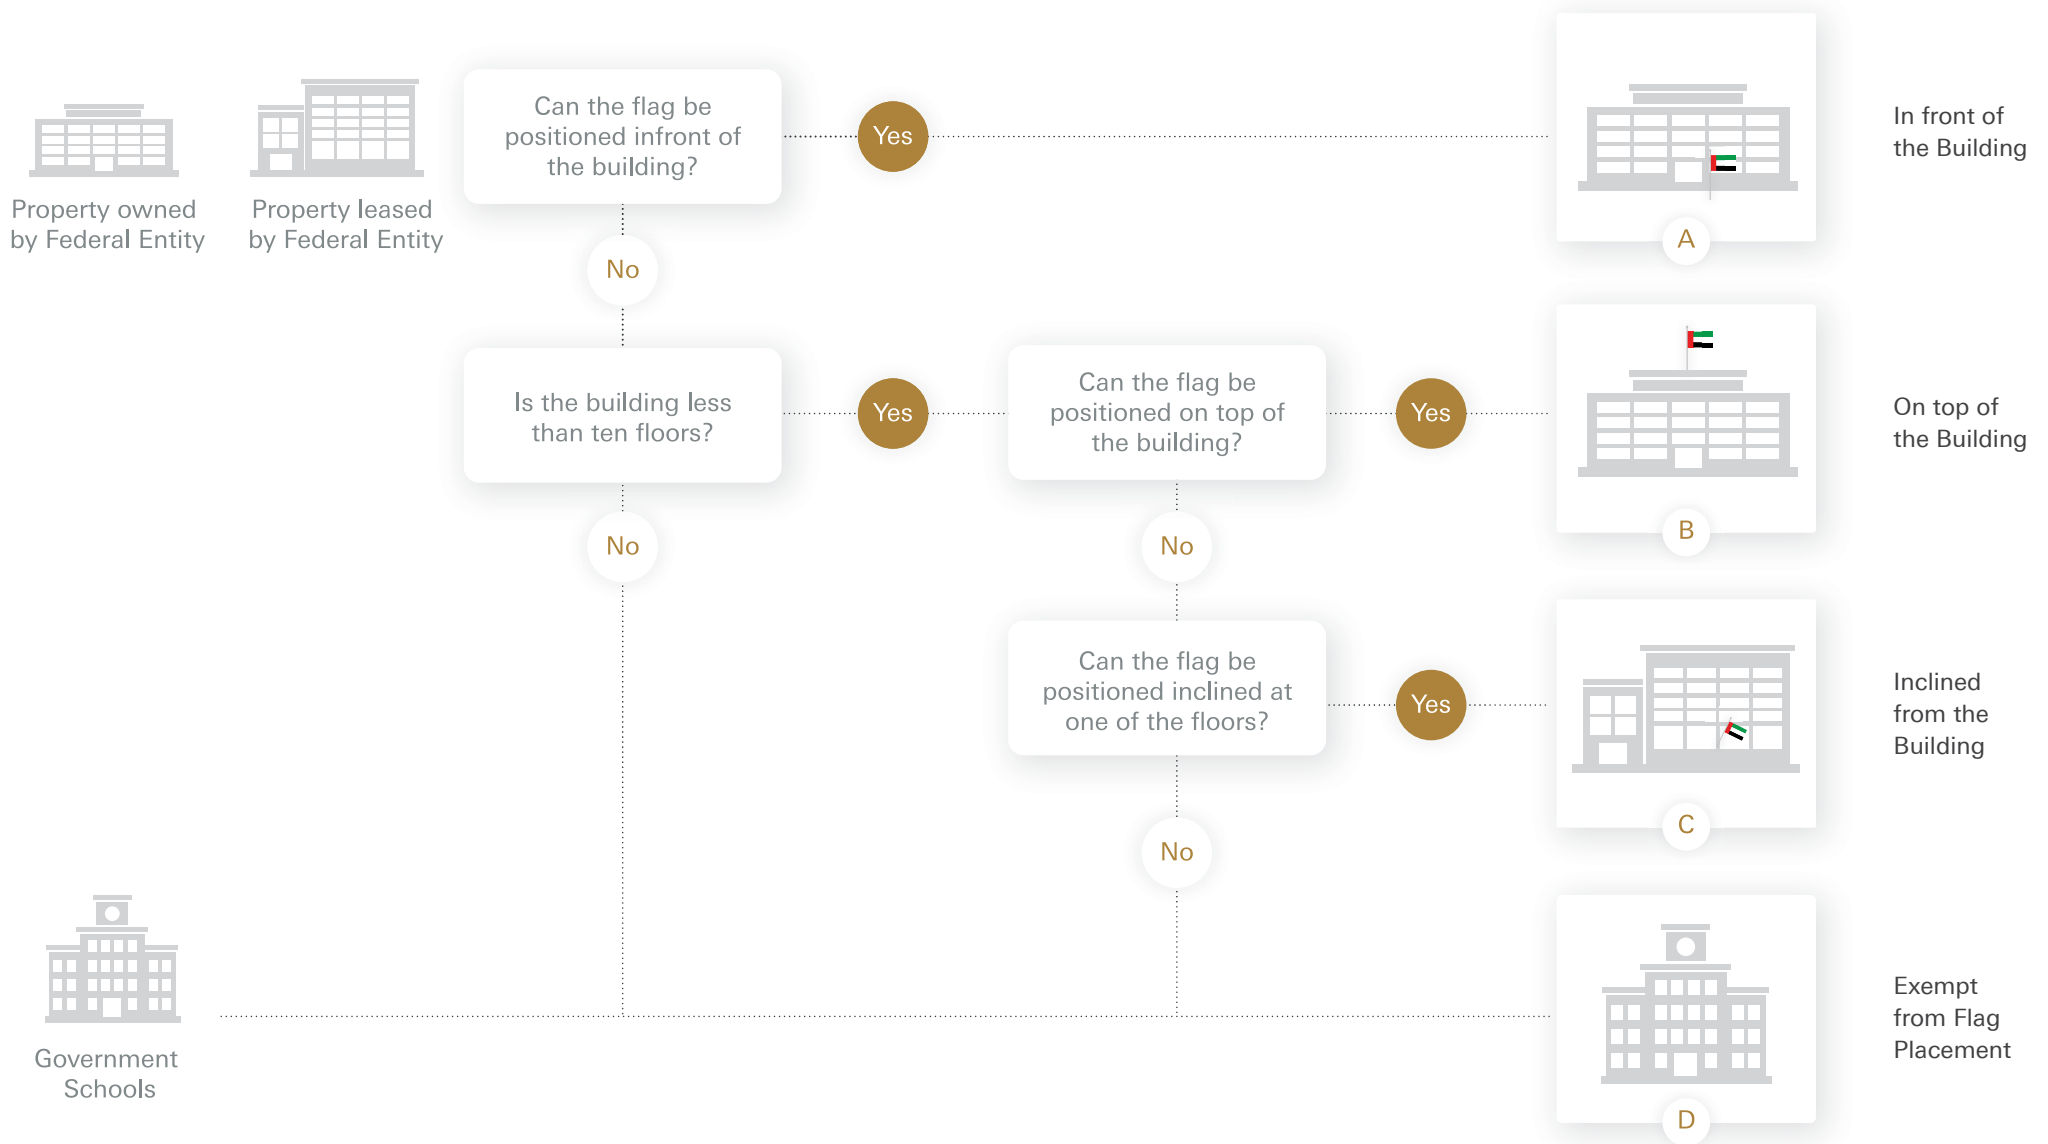 Property owned
by Federal Entity
Property leased
by Federal Entity
Can the flag be
positioned infront of
the building?
Yes
In front of
the Building
A
No
Is the building less
than ten floors?
Yes
Can the flag be
positioned on top of
the building?
Yes
On top of
the Building
B
No
No
Can the flag be
positioned inclined at
one of the floors?
Yes
Inclined
from the
Building
C
No
Government
Schools
Exempt
from Flag
Placement
D